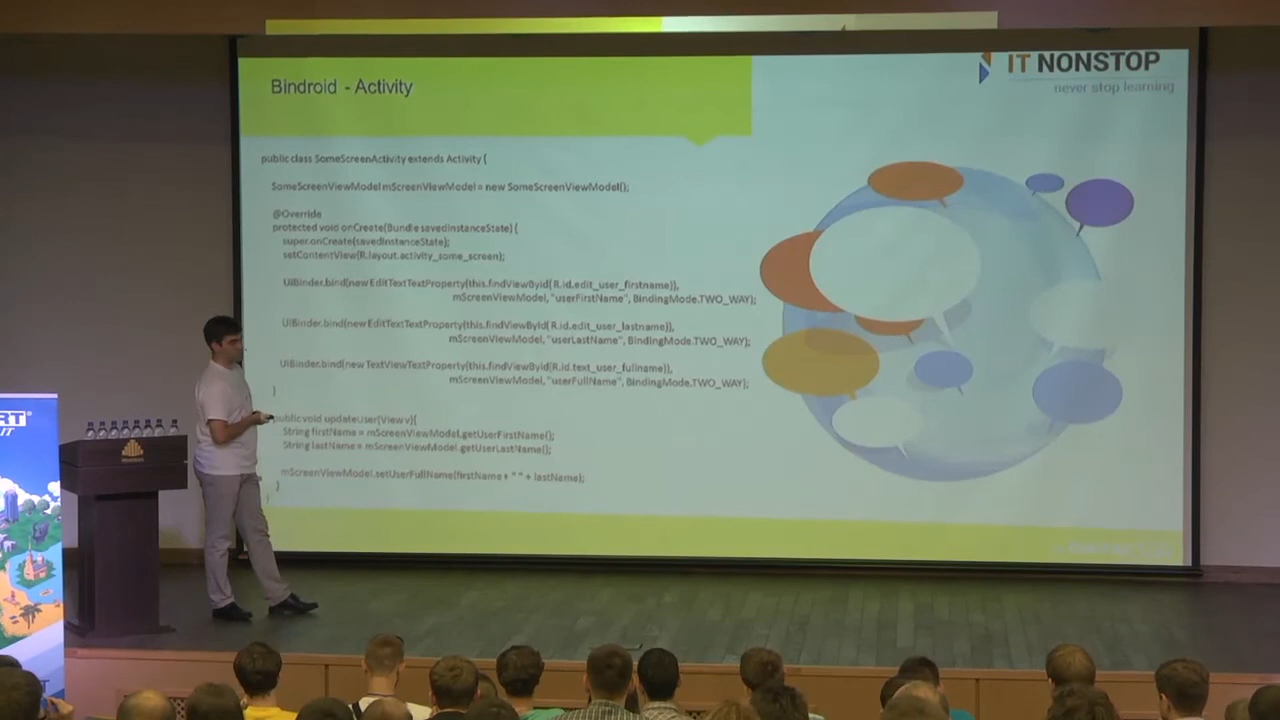 IT NONSTOP
never stop learning
Bindroid - Activity
public class SomeScreenActivity extends Activity {
SomeScreenViewModel mScreenViewModel = new SomeScreenViewModel();
@Override
protected void onCreate(Bundle savedInstanceState) {
super.onCreate(savedInstanceState);
setContentView(R.layout.activity_some_screen);
UiBinder.bind(new EditTextTextProperty(this.findViewById( R.id.edit_user_firstname)),
mScreenViewModel, "userFirstName", BindingMode.TWO_WAY);
UiBinder.bind(new EditTextTextProperty(this.findViewById( R.id.edit_user_lastname)),
mScreenViewModel, "userLastName", BindingMode.TWO_WAY);
UiBinder.bind(new TextViewTextProperty(this.findViewById(R.id.text_user_fullname)),
mScreenViewModel, "userFullName", BindingMode.TWO_WAY);
}
public void updateUser(View v){
String firstName = mScreenViewModel.getUserFirstName();
String lastName = mScreenViewModel.getUserLastName();
mScreenViewModel.setUserFullName(firstName + " " + lastName);
}
}